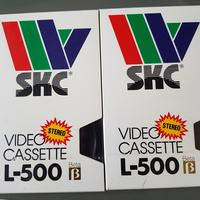 SKC®
VIDEO
STEREO
CASSETTE
L-500
Beta
β
SKC®
VIDEO
STEREO
CASSETTE
L-500
Beta
β